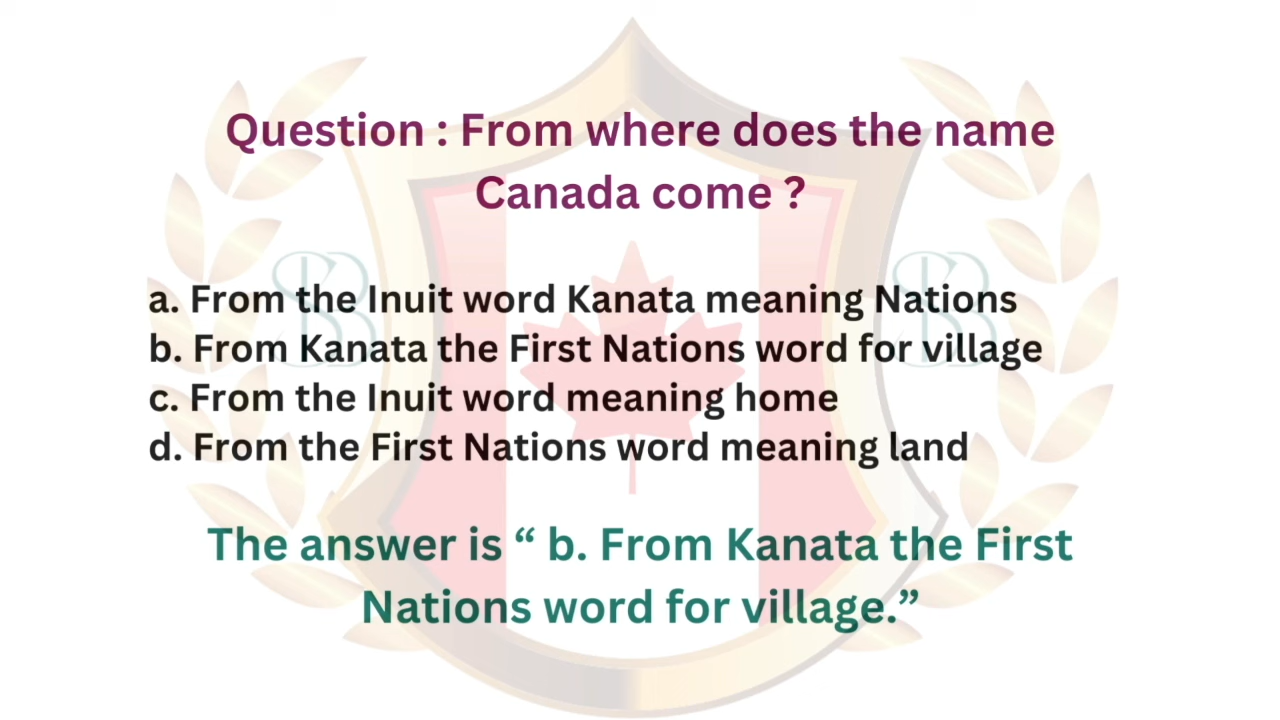 Question : From where does the name
Canada come ?
a. From the Inuit word Kanata meaning Nations
b. From Kanata the First Nations word for village
c. From the Inuit word meaning home
d. From the First Nations word meaning land
The answer is “ b. From Kanata the First
Nations word for village.”